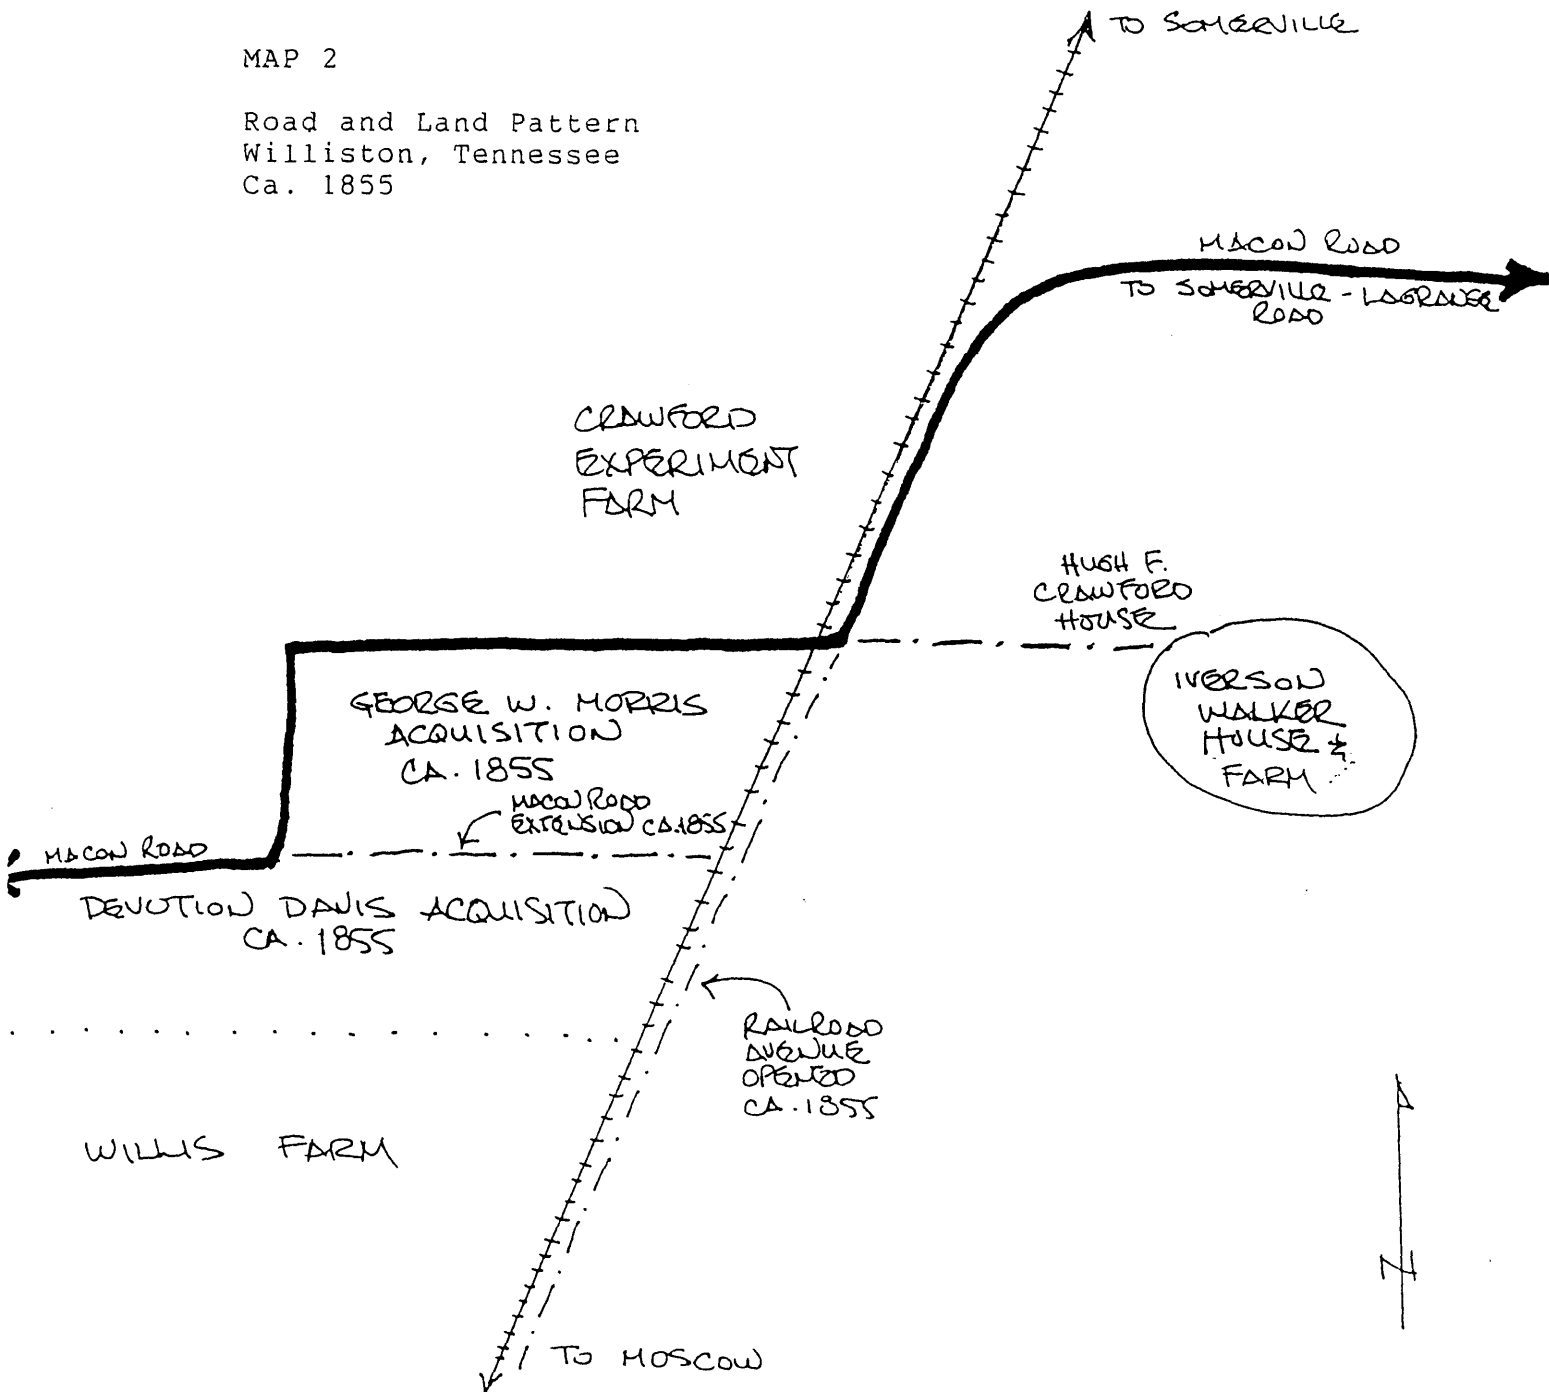 MAP 2
Road and Land Pattern
Williston, Tennessee
Ca. 1855
TO SOMERVILLE
MACON ROAD
TO SOMERVILLE - LAGRANGE
ROAD
CRAWFORD
EXPERIMENT
FARM
HUGH F.
CRAWFORD
HOUSE
IVERSON
WALKER
HOUSE &
FARM
GEORGE W. MORRIS
ACQUISITION
CA. 1855
MACON ROAD
EXTENSION CA. 1855
MACON ROAD
DEVOTION DAVIS ACQUISITION
CA. 1855
RAILROAD
AVENUE
OPENED
CA. 1855
WILLIS FARM
TO MOSCOW
N